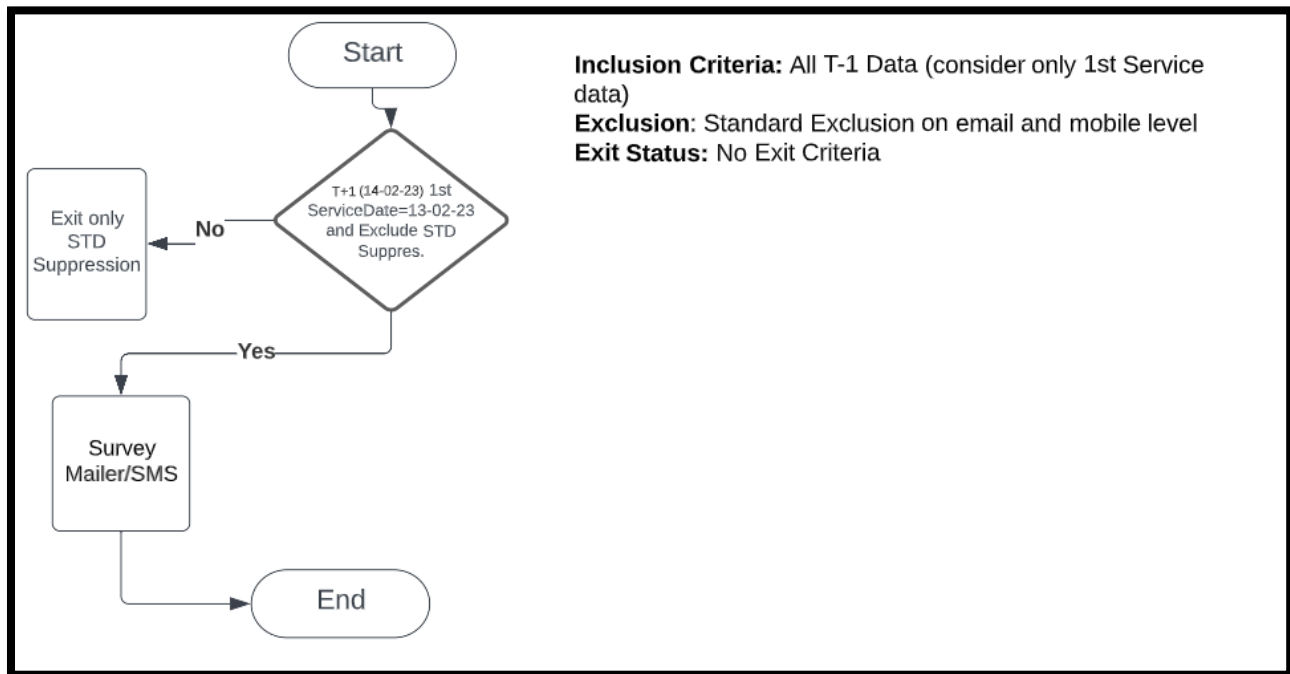 Start
Inclusion Criteria: All T-1 Data (consider only 1st Service
data)
Exclusion: Standard Exclusion on email and mobile level
Exit Status: No Exit Criteria
T+1 (14-02-23) 1st
ServiceDate=13-02-23
and Exclude STD
Suppres.
No
Exit only
STD
Suppression
Yes
Survey
Mailer/SMS
End